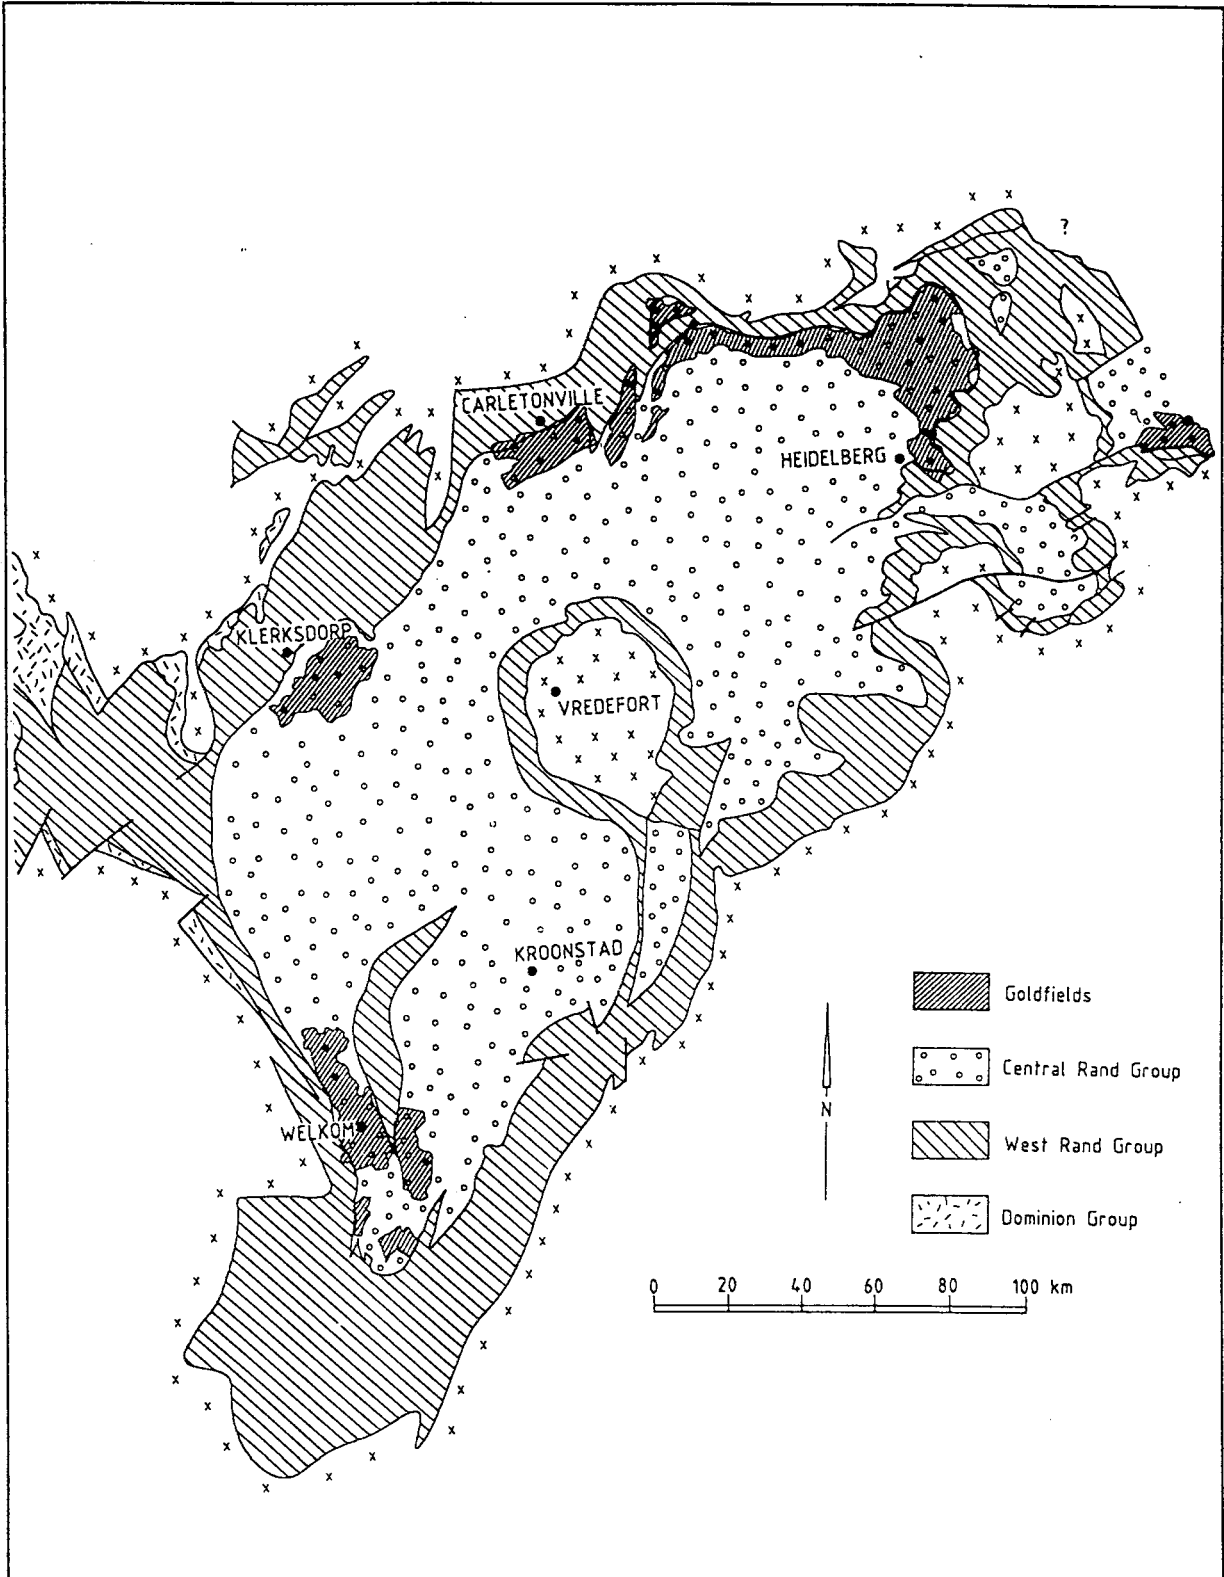 ?
CARLETONVILLE
HEIDELBERG
KLERKSDORP
VREDEFORT
KROONSTAD
WELKOM
Goldfields
Central Rand Group
West Rand Group
Dominion Group
N
0 20 40 60 80 100 km